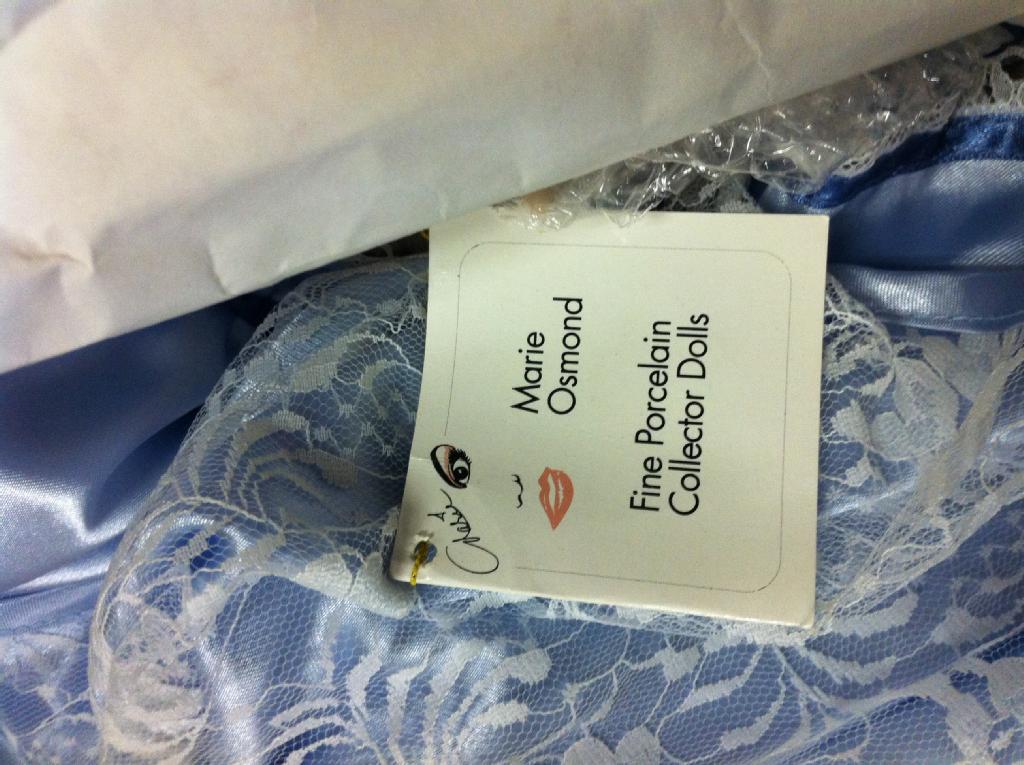 Marie
Osmond
Fine Porcelain
Collector Dolls